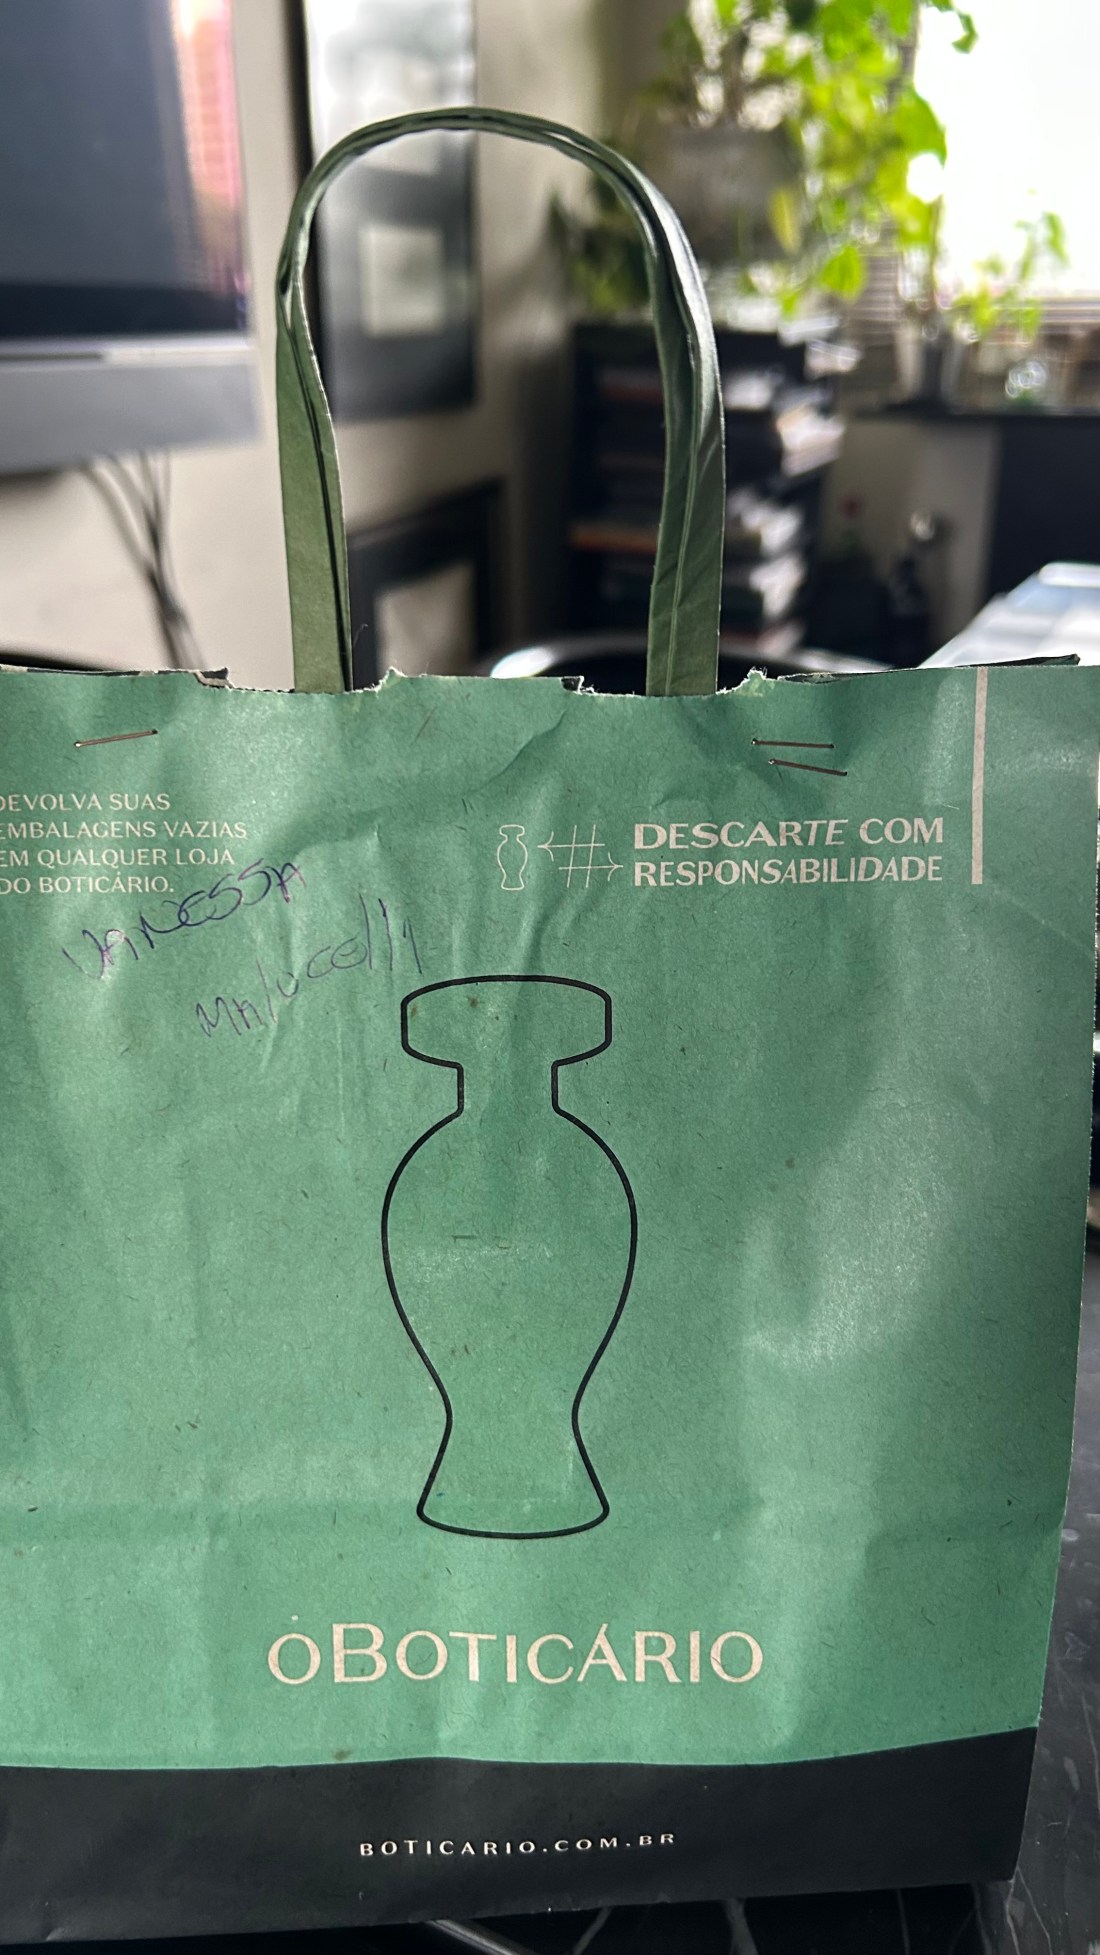 DEVOLVA SUAS
EMBALAGENS VAZIAS
EM QUALQUER LOJA
DO BOTICÁRIO.
# DESCARTE COM
RESPONSABILIDADE
VANESSA
MAlUcellI
OBOTICÁRIO
BOTICARIO.COM.BR